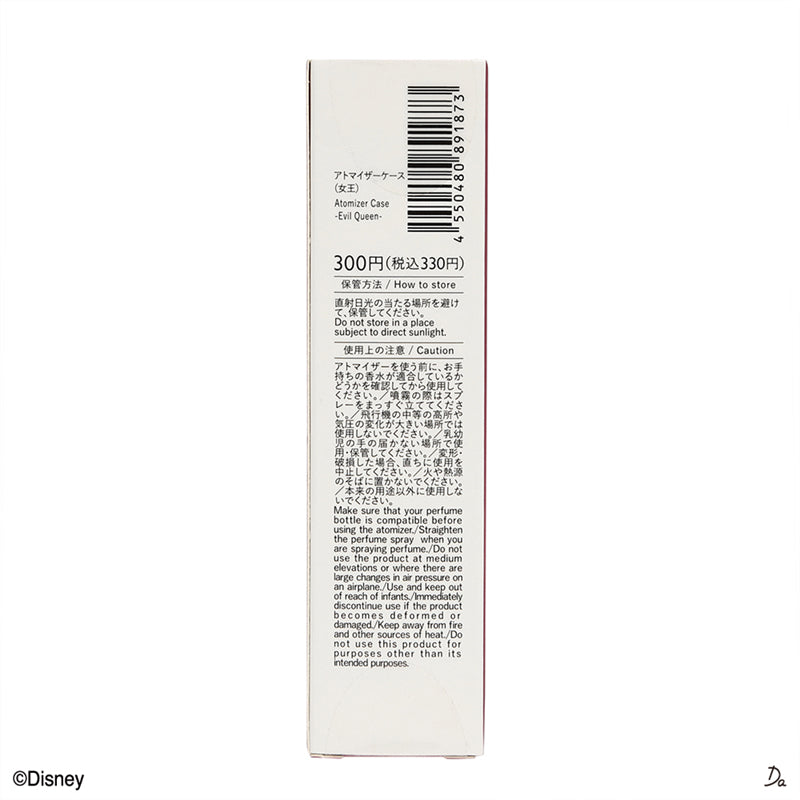 アトマイザーケース
(女王)
Atomizer Case
-Evil Queen-
4 550480 891873
300円(税込330円)
保管方法 / How to store
直射日光の当たる場所を避け
て、保管してください。
Do not store in a place
subject to direct sunlight.
使用上の注意 / Caution
アトマイザーを使う前に、お手
持ちの香水が適合しているか
どうかを確認してから使用して
ください。／噴霧の際はスプ
レーをまっすぐ立ててくださ
い。／飛行機の中等の高所や
気圧の変化が大きい場所では
使用しないでください。／乳幼
児の手の届かない場所で使
用・保管してください。／変形・
破損した場合、直ちに使用を
中止してください。／火や熱源
のそばに置かないでください。
／本来の用途以外に使用しな
いでください。
Make sure that your perfume
bottle is compatible before
using the atomizer./Straighten
the perfume spray when you
are spraying perfume./Do not
use the product at medium
elevations or where there are
large changes in air pressure on
an airplane./Use and keep out
of reach of infants./Immediately
discontinue use if the product
becomes deformed or
damaged./Keep away from fire
and other sources of heat./Do
not use this product for
purposes other than its
intended purposes.
©Disney
Da